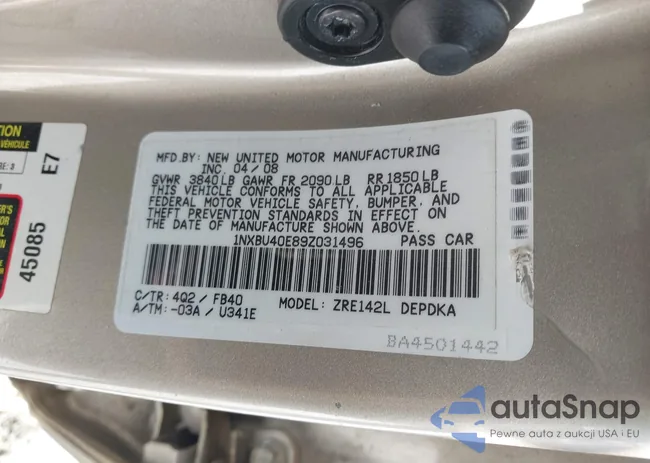 TION
VÉHICULE
E7
45085
MFD.BY: NEW UNITED MOTOR MANUFACTURING
INC. 04/08
GVWR 3840LB GAWR FR 2090LB RR 1850LB
THIS VEHICLE CONFORMS TO ALL APPLICABLE
FEDERAL MOTOR VEHICLE SAFETY, BUMPER, AND
THEFT PREVENTION STANDARDS IN EFFECT ON
THE DATE OF MANUFACTURE SHOWN ABOVE.
1NXBU40E89Z031496 PASS CAR
C/TR: 4Q2 / FB40 MODEL: ZRE142L DEPDKA
A/TM: -03A / U341E
BA4501442
autaSnap
Pewne auta z aukcji USA i EU